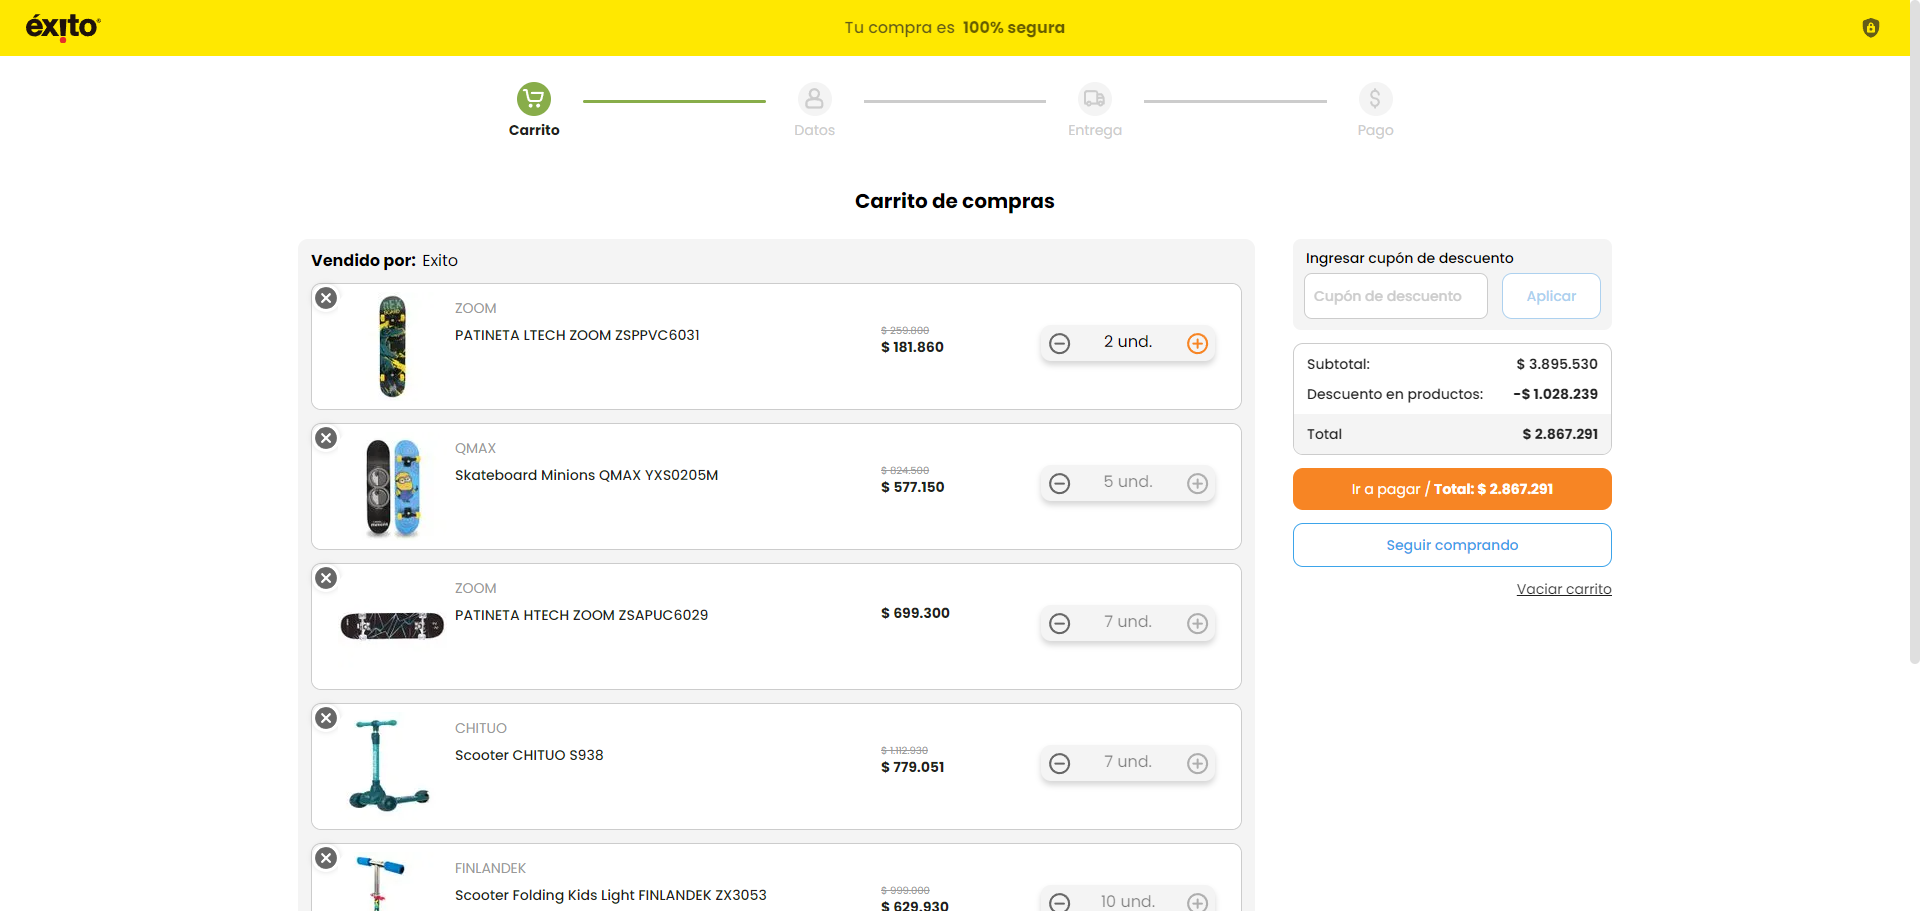 éxito®
Tu compra es 100% segura
Carrito
Datos
Entrega
Pago
Carrito de compras
Vendido por: Exito
ZOOM
PATINETA LTECH ZOOM ZSPPVC6031
$ 259.800
$ 181.860
2 und.
QMAX
Skateboard Minions QMAX YXS0205M
$ 824.500
$ 577.150
5 und.
ZOOM
PATINETA HTECH ZOOM ZSAPUC6029
$ 699.300
7 und.
CHITUO
Scooter CHITUO S938
$ 1.112.930
$ 779.051
7 und.
FINLANDEK
Scooter Folding Kids Light FINLANDEK ZX3053
$ 999.000
$ 629.930
10 und.
Ingresar cupón de descuento
Cupón de descuento
Aplicar
Subtotal: $ 3.895.530
Descuento en productos: -$ 1.028.239
Total $ 2.867.291
Ir a pagar / Total: $ 2.867.291
Seguir comprando
Vaciar carrito